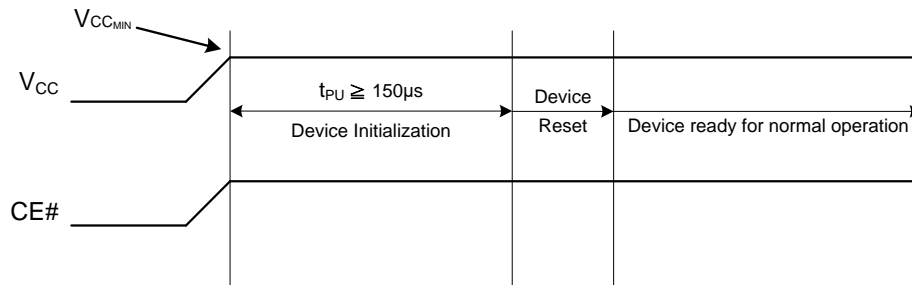 VCCMIN
VCC
tPU ≧ 150μs
Device Initialization
Device
Reset
Device ready for normal operation
CE#